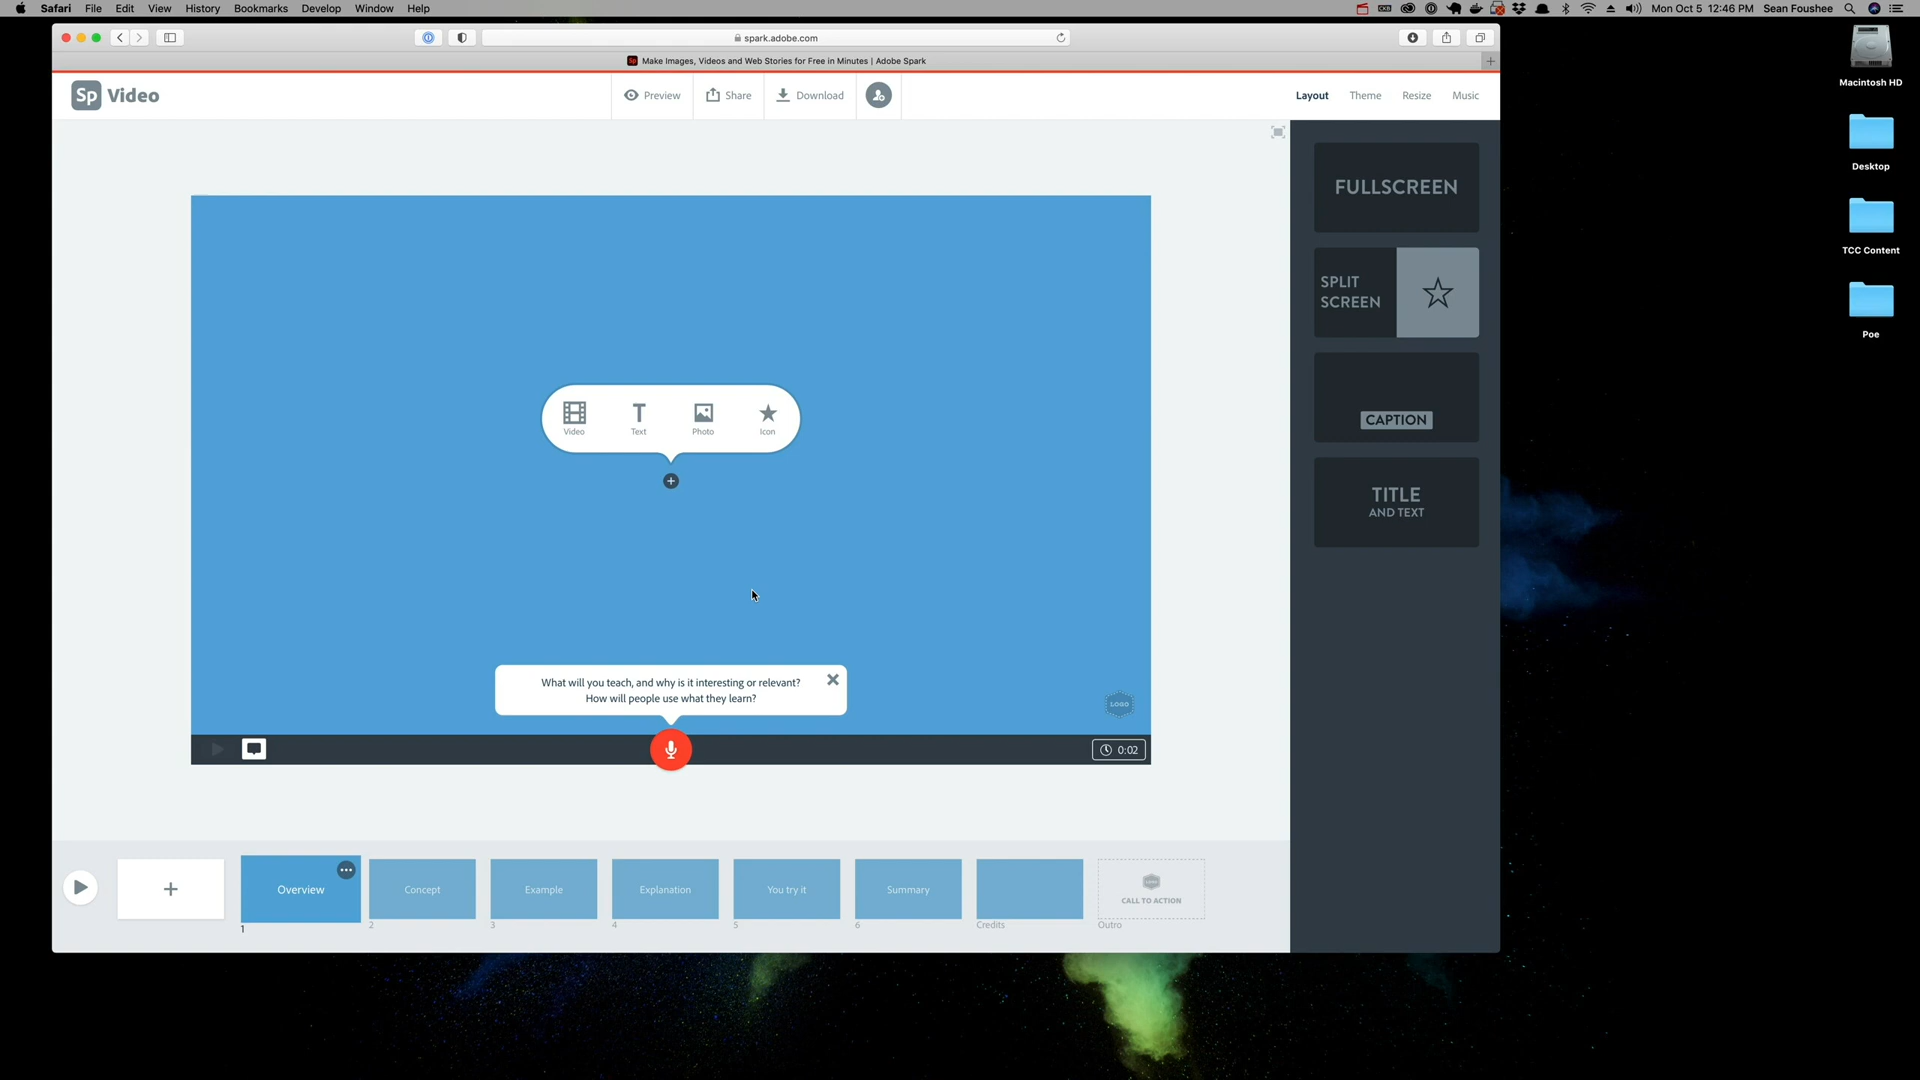 Safari File Edit View History Bookmarks Develop Window Help
Mon Oct 5 12:46 PM Sean Foushee
spark.adobe.com
Sp Make Images, Videos and Web Stories for Free in Minutes | Adobe Spark
Sp Video
Preview Share Download
Layout Theme Resize Music
FULLSCREEN
SPLIT
SCREEN
CAPTION
TITLE
AND TEXT
Video Text Photo Icon
What will you teach, and why is it interesting or relevant?
How will people use what they learn?
LOGO
0:02
Overview Concept Example Explanation You try it Summary
CALL TO ACTION
1 2 3 4 5 6 Credits Outro
Macintosh HD
Desktop
TCC Content
Poe